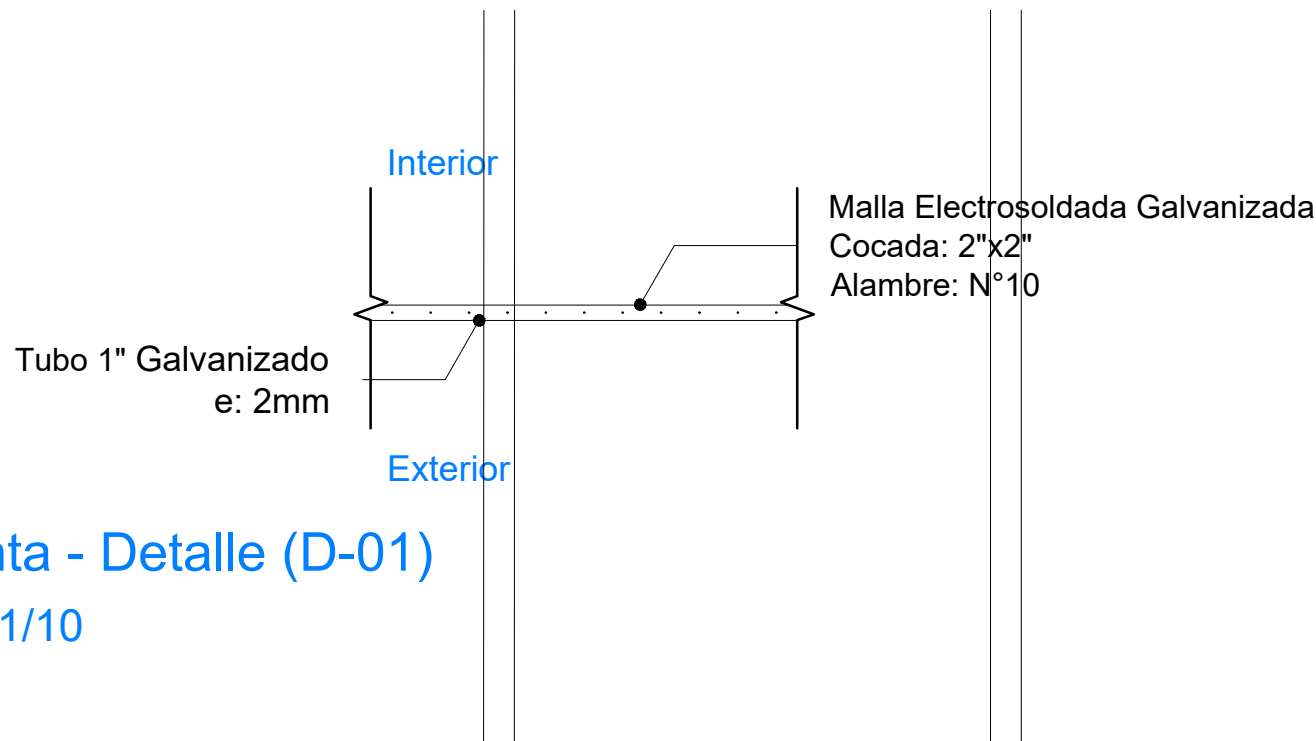 Interior
Malla Electrosoldada Galvanizada
Cocada: 2"x2"
Alambre: N°10
Tubo 1" Galvanizado
e: 2mm
Exterior
nta - Detalle (D-01)
1/10